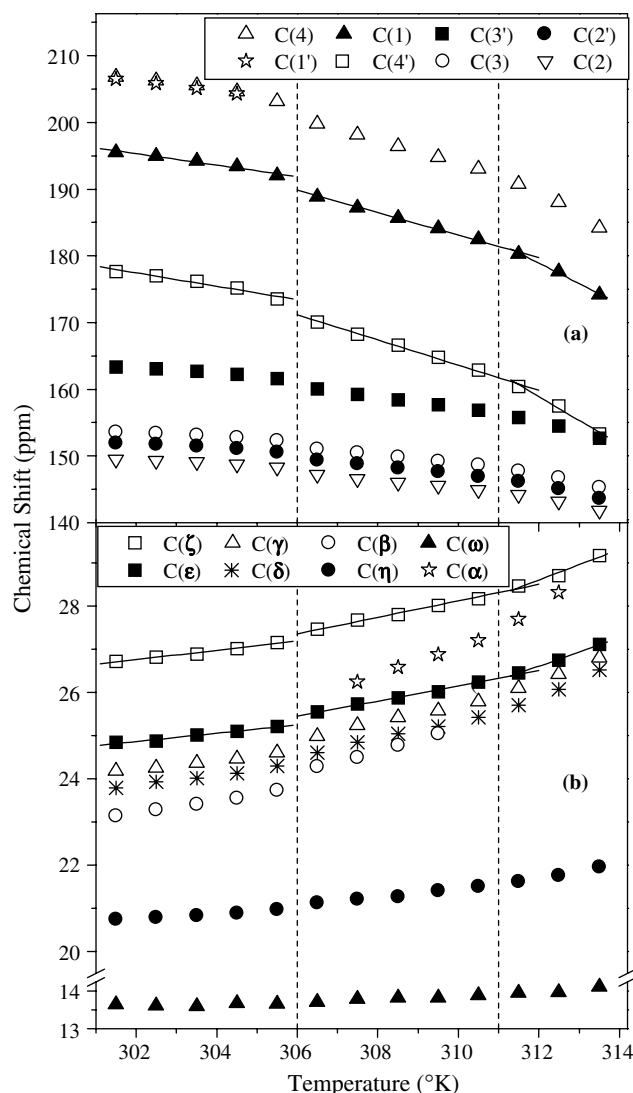 C(4) C(1) C(3') C(2')
C(1') C(4') C(3) C(2)
210
200
190
180
170
160
150
140
(a)
Chemical Shift (ppm)
C(ζ) C(γ) C(β) C(ω)
C(ε) C(δ) C(η) C(α)
28
26
24
22
20
14
13
(b)
302 304 306 308 310 312 314
Temperature (°K)